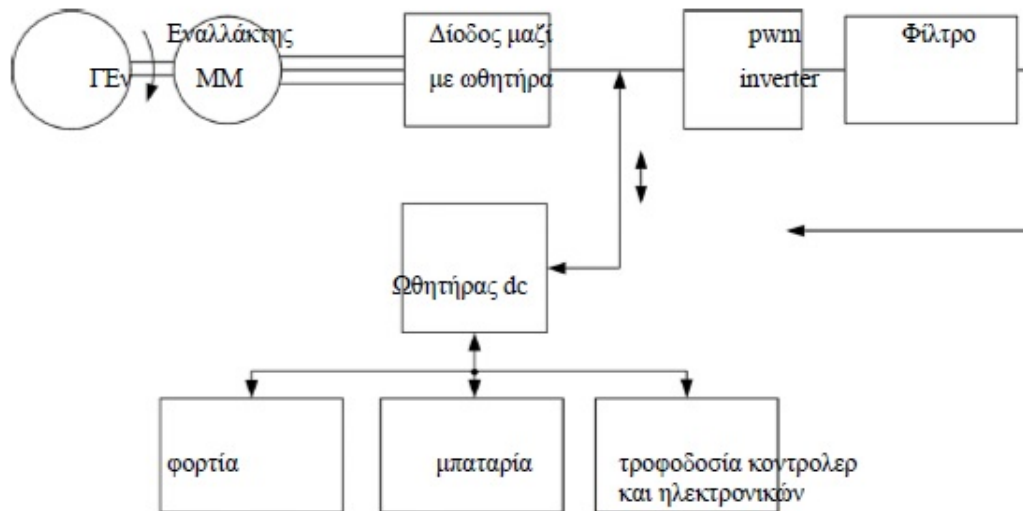 ΓΕν
Εναλλάκτης
ΜΜ
Δίοδος μαζί
με ωθητήρα
pwm
inverter
Φίλτρο
Ωθητήρας dc
φορτία
μπαταρία
τροφοδοσία κοντρολερ
και ηλεκτρονικών